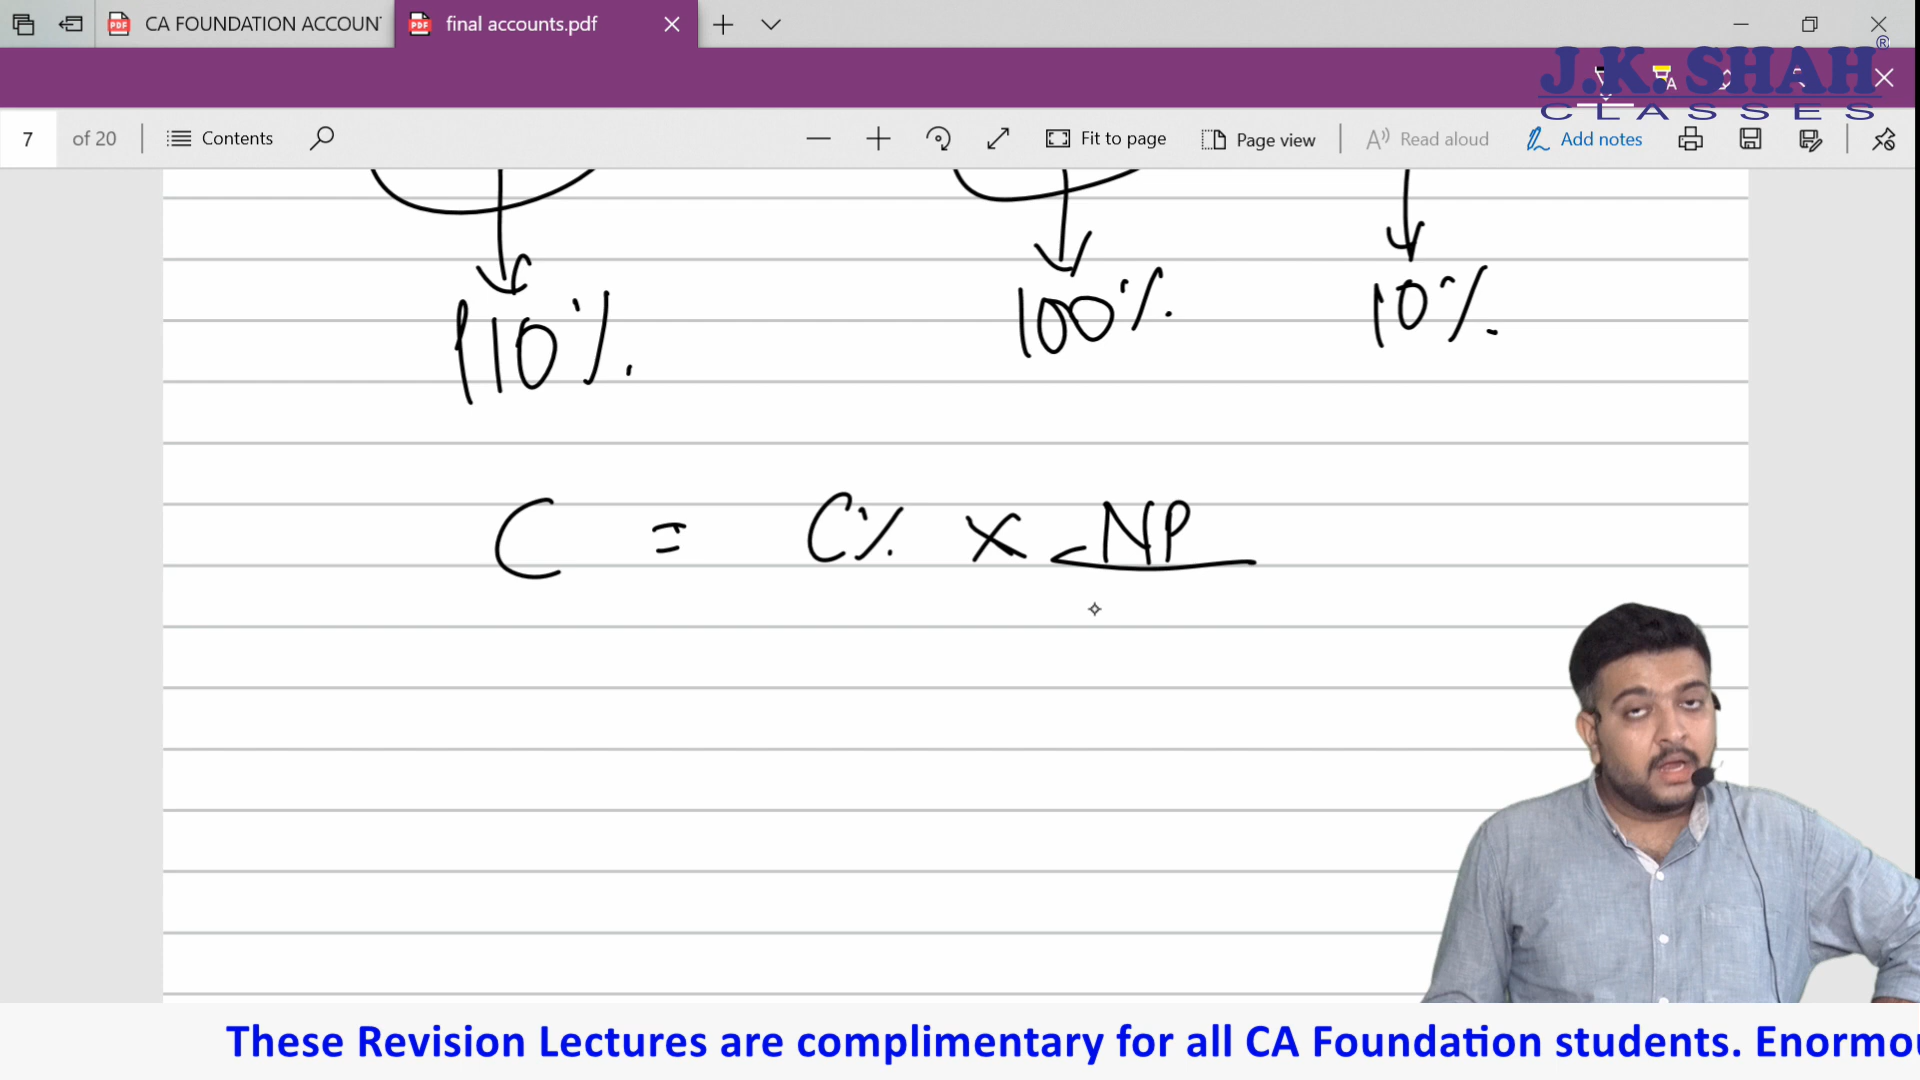 CA FOUNDATION ACCOUN
final accounts.pdf
J.K. SHAH®
CLASSES
7 of 20 Contents Fit to page Page view Read aloud Add notes
110% 100% 10%
C = C% × NP
These Revision Lectures are complimentary for all CA Foundation students. Enormou